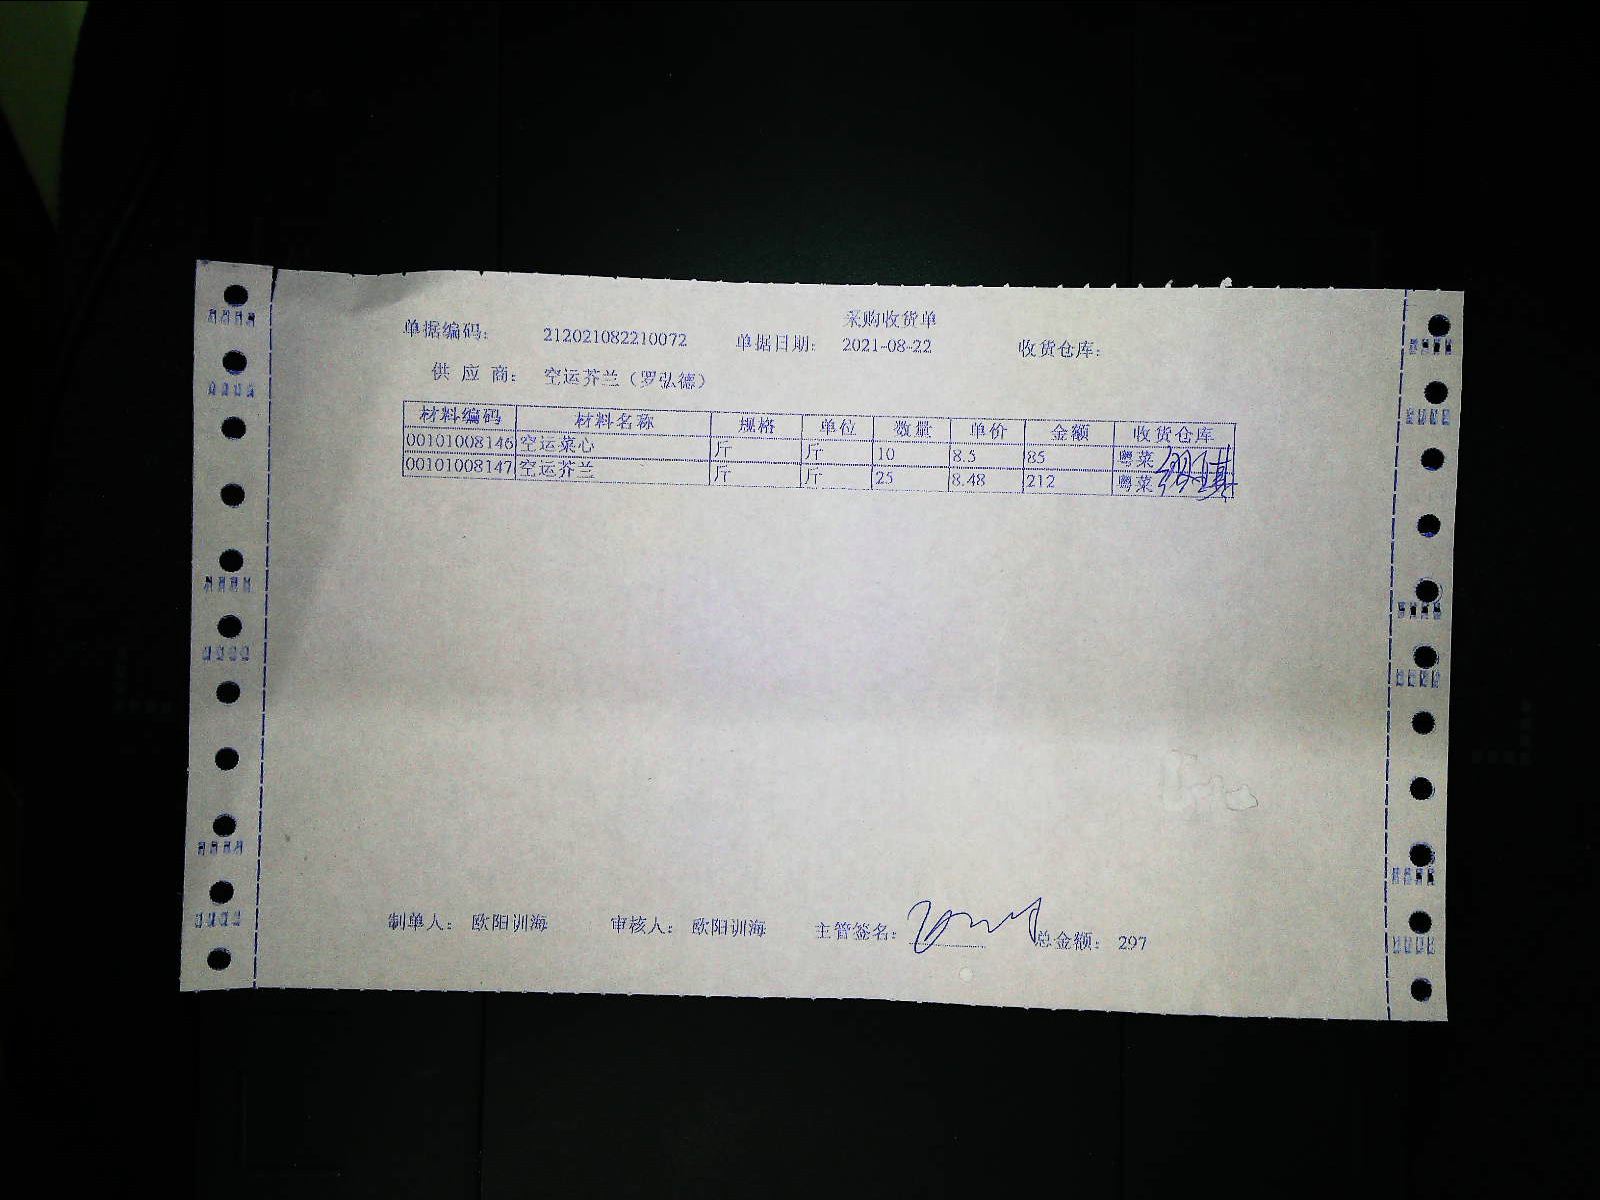 采购收货单
单据编码: 212021082210072 单据日期: 2021-08-22 收货仓库:
供 应 商: 空运芥兰（罗弘德）
材料编码 材料名称 规格 单位 数量 单价 金额 收货仓库
00101008146 空运菜心 斤 斤 10 8.5 85 粤菜
00101008147 空运芥兰 斤 斤 25 8.48 212 粤菜
制单人: 欧阳训海 审核人: 欧阳训海 主管签名: 总金额: 297